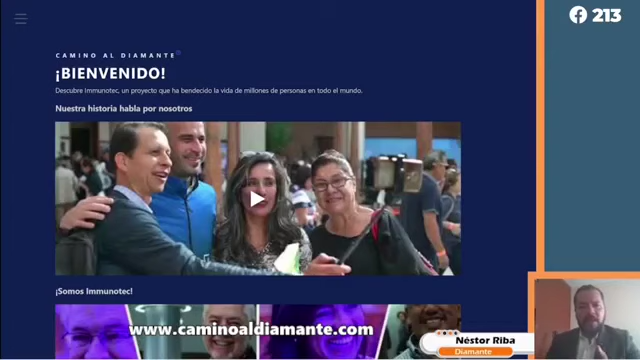 213
CAMINO AL DIAMANTE
¡BIENVENIDO!
Descubre Immunotec, un proyecto que ha bendecido la vida de millones de personas en todo el mundo.
Nuestra historia habla por nosotros
¡Somos Immunotec!
www.caminoaldiamante.com
Néstor Riba
Diamante